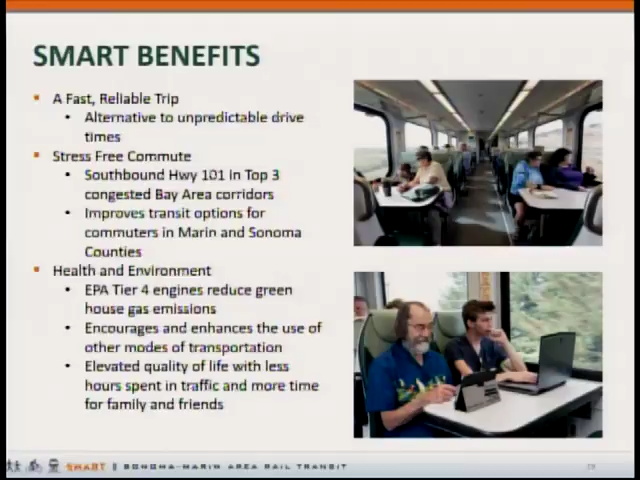 SMART BENEFITS
A Fast, Reliable Trip
Alternative to unpredictable drive
times
Stress Free Commute
Southbound Hwy 101 in Top 3
congested Bay Area corridors
Improves transit options for
commuters in Marin and Sonoma
Counties
Health and Environment
EPA Tier 4 engines reduce green
house gas emissions
Encourages and enhances the use of
other modes of transportation
Elevated quality of life with less
hours spent in traffic and more time
for family and friends
SMART | SONOMA-MARIN AREA RAIL TRANSIT